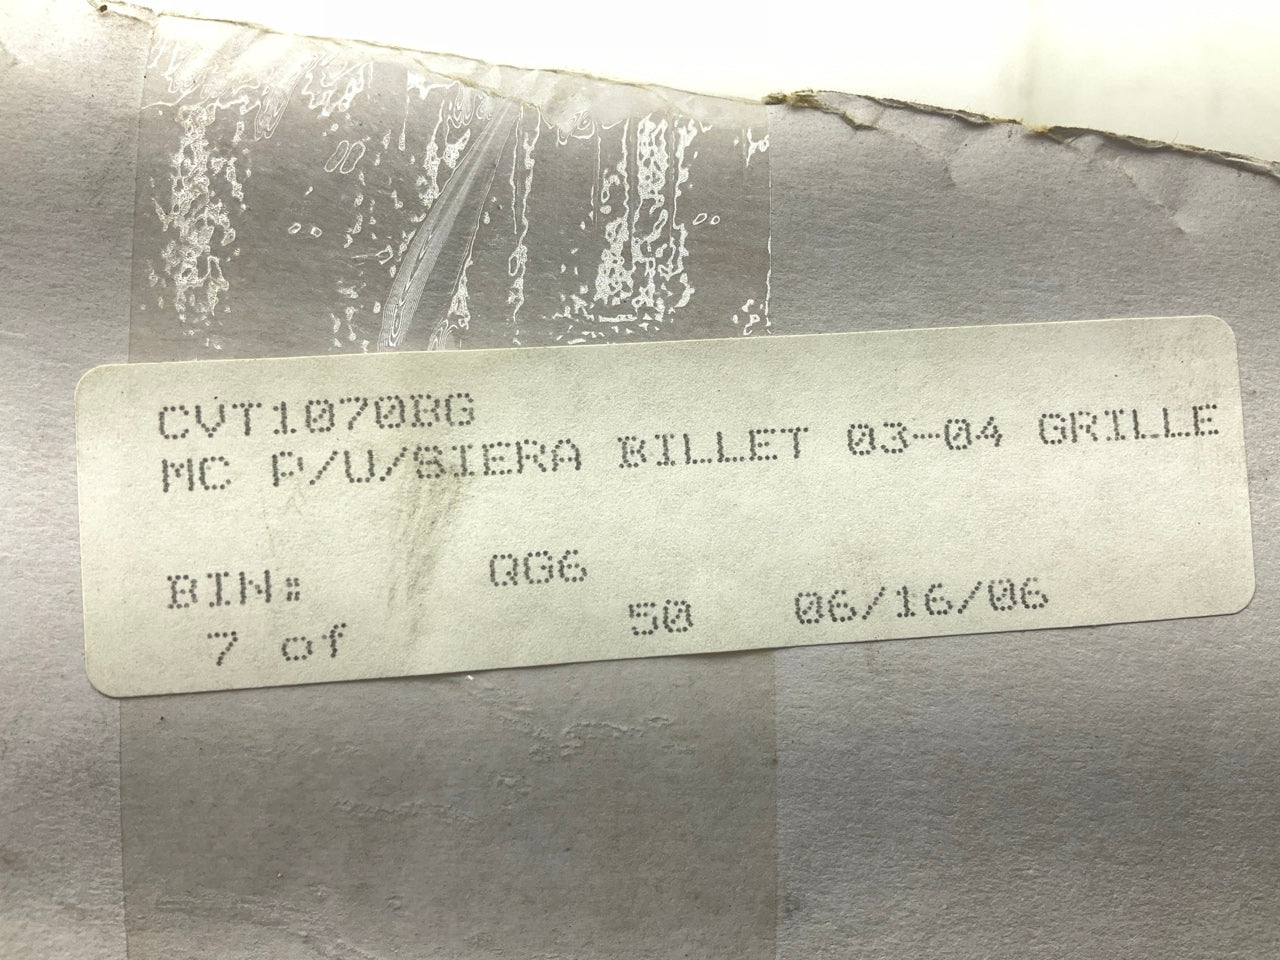 CVT1070BG
MC P/U/SIERA BILLET 03-04 GRILLE
BIN: QG6
7 of 50 06/16/06